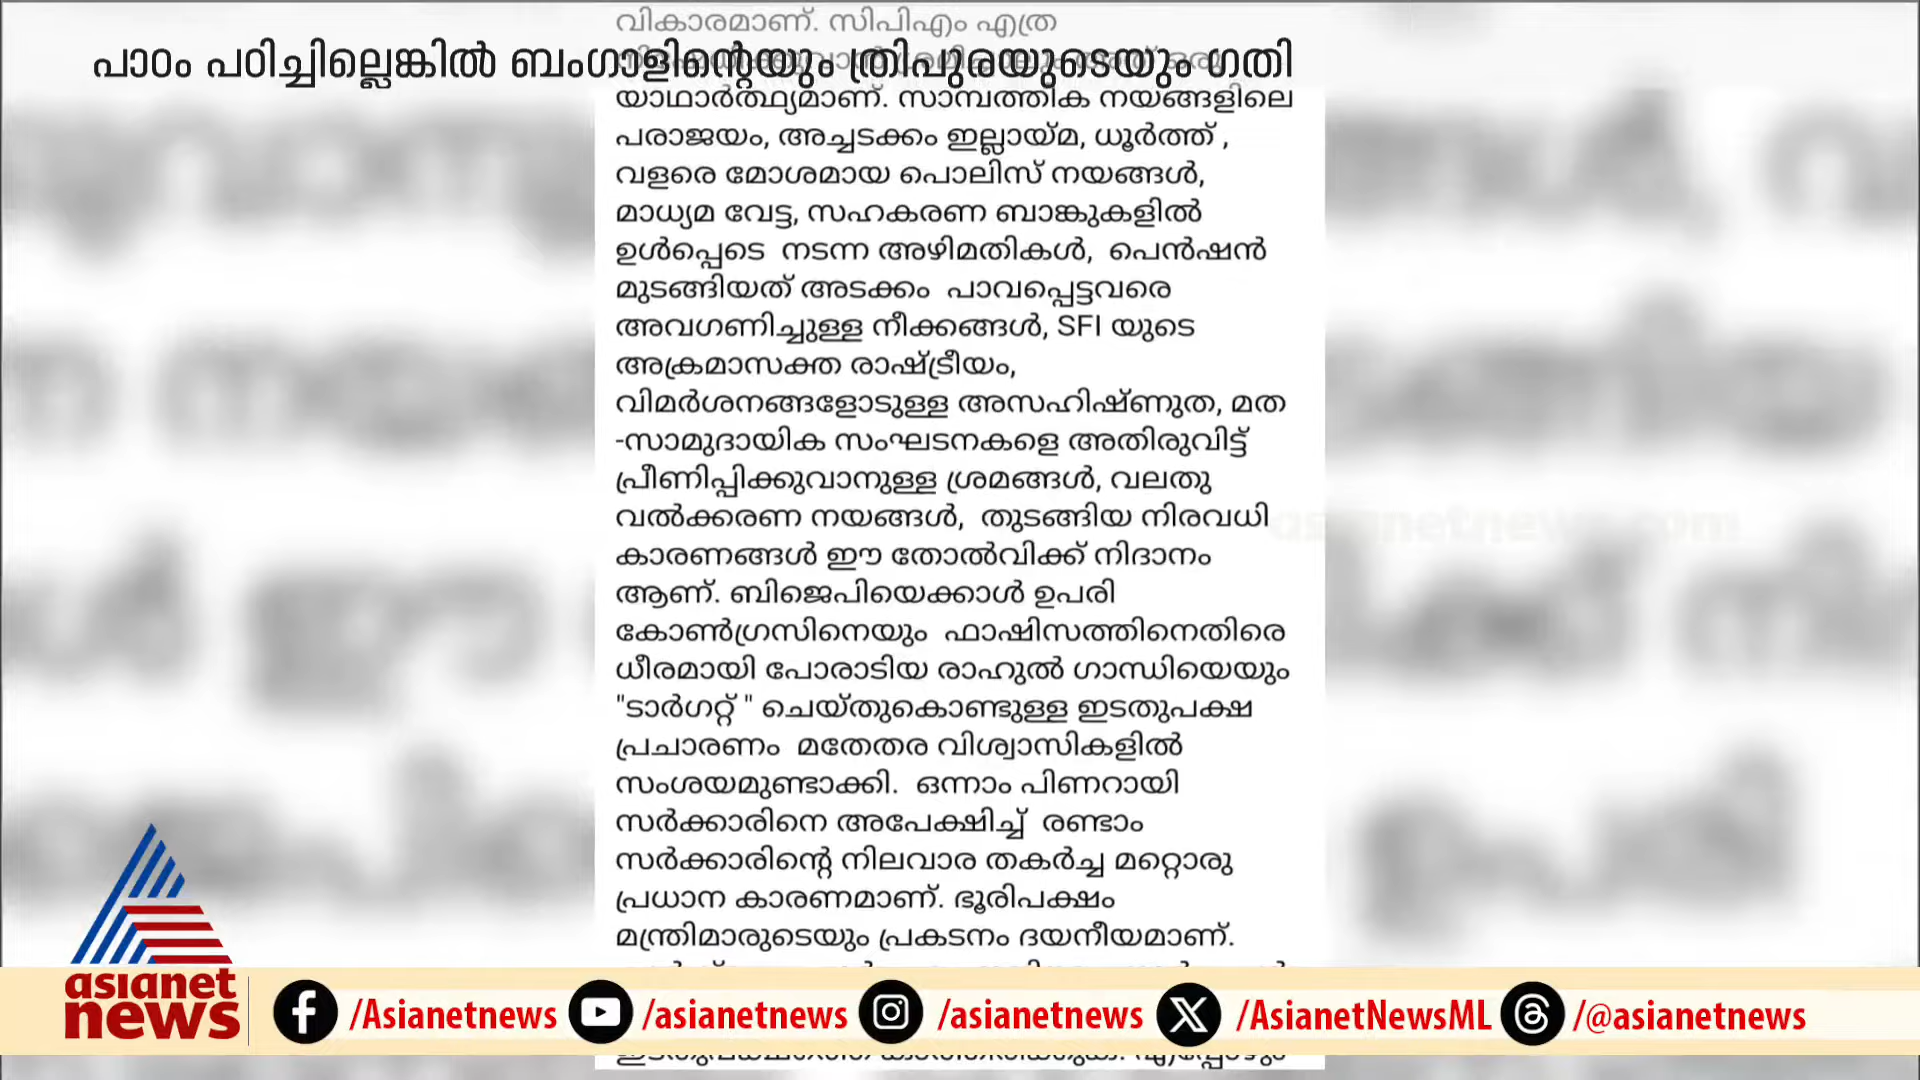 വികാരമാണ്. സിപിഎം എത്ര
പാഠം പഠിച്ചില്ലെങ്കിൽ ബംഗാളിന്റെയും ത്രിപുരയുടെയും ഗതി
യാഥാർത്ഥ്യമാണ്. സാമ്പത്തിക നയങ്ങളിലെ
പരാജയം, അച്ചടക്കം ഇല്ലായ്മ, ധൂർത്ത് ,
വളരെ മോശമായ പൊലിസ് നയങ്ങൾ,
മാധ്യമ വേട്ട, സഹകരണ ബാങ്കുകളിൽ
ഉൾപ്പെടെ നടന്ന അഴിമതികൾ, പെൻഷൻ
മുടങ്ങിയത് അടക്കം പാവപ്പെട്ടവരെ
അവഗണിച്ചുള്ള നീക്കങ്ങൾ, SFI യുടെ
അക്രമാസക്ത രാഷ്ട്രീയം,
വിമർശനങ്ങളോടുള്ള അസഹിഷ്ണുത, മത
-സാമുദായിക സംഘടനകളെ അതിരുവിട്ട്
പ്രീണിപ്പിക്കുവാനുള്ള ശ്രമങ്ങൾ, വലതു
വൽക്കരണ നയങ്ങൾ, തുടങ്ങിയ നിരവധി
asianetnews.com
കാരണങ്ങൾ ഈ തോൽവിക്ക് നിദാനം
ആണ്. ബിജെപിയെക്കാൾ ഉപരി
കോൺഗ്രസിനെയും ഫാഷിസത്തിനെതിരെ
ധീരമായി പോരാടിയ രാഹുൽ ഗാന്ധിയെയും
"ടാർഗറ്റ് " ചെയ്തുകൊണ്ടുള്ള ഇടതുപക്ഷ
പ്രചാരണം മതേതര വിശ്വാസികളിൽ
സംശയമുണ്ടാക്കി. ഒന്നാം പിണറായി
സർക്കാരിനെ അപേക്ഷിച്ച് രണ്ടാം
സർക്കാരിന്റെ നിലവാര തകർച്ച മറ്റൊരു
പ്രധാന കാരണമാണ്. ഭൂരിപക്ഷം
മന്ത്രിമാരുടെയും പ്രകടനം ദയനീയമാണ്.
asianet
news
/Asianetnews
/asianetnews
/asianetnews
/AsianetNewsML
/@asianetnews